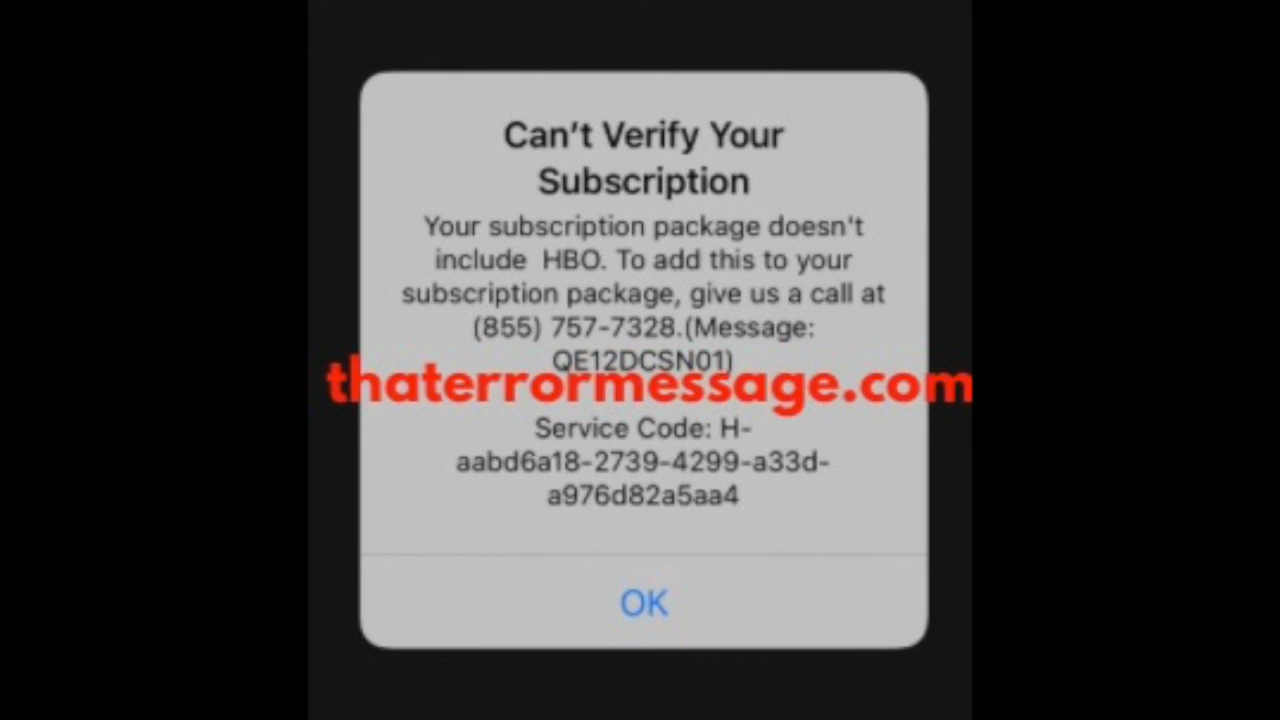 Can't Verify Your
Subscription
Your subscription package doesn't
include  HBO. To add this to your
subscription package, give us a call at
(855) 757-7328.(Message:
QE12DCSN01)
thaterrormessage.com
Service Code: H-
aabd6a18-2739-4299-a33d-
a976d82a5aa4
OK